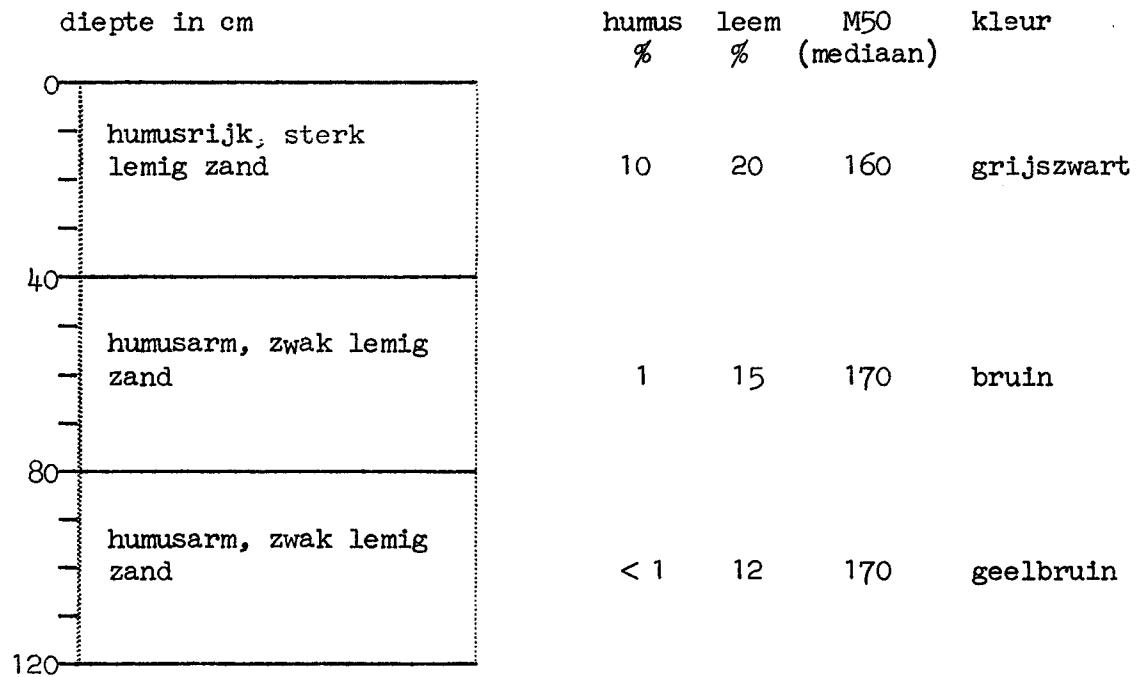 diepte in cm humus leem M50 kleur
% % (mediaan)
0
humusrijk, sterk
lemig zand 10 20 160 grijszwart
40
humusarm, zwak lemig
zand 1 15 170 bruin
80
humusarm, zwak lemig
zand < 1 12 170 geelbruin
120